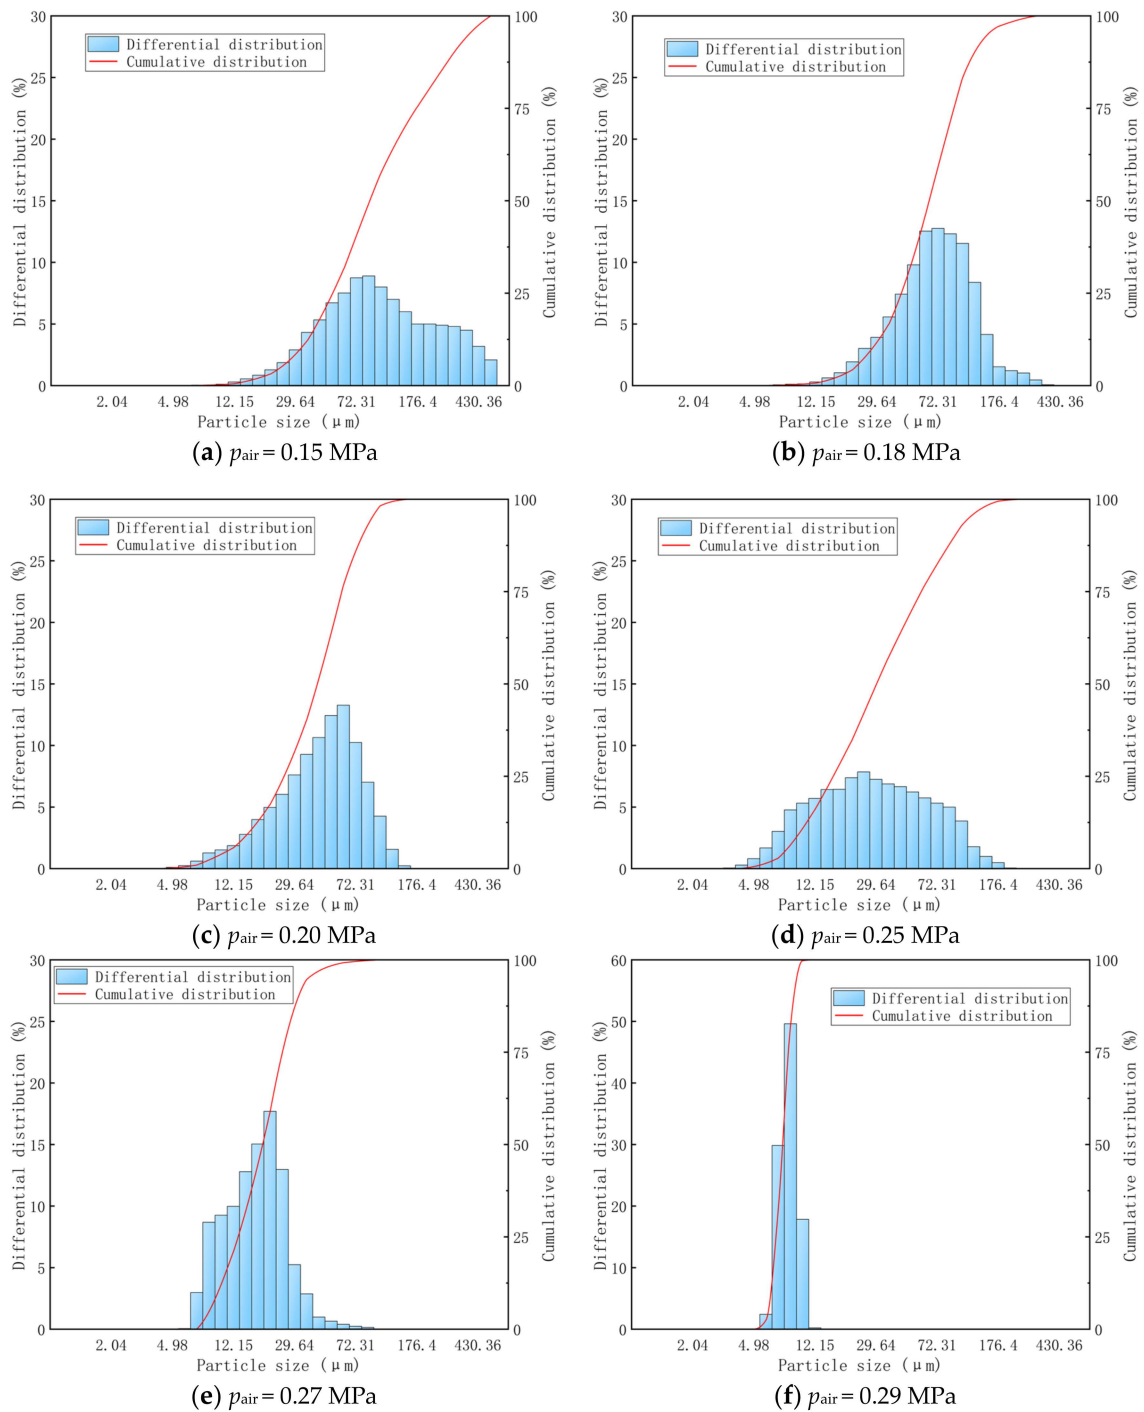 30
25
20
15
10
5
0
Differential distribution (%)
Differential distribution
Cumulative distribution
100
75
50
25
0
Cumulative distribution (%)
2.04 4.98 12.15 29.64 72.31 176.4 430.36
Particle size (μm)
(a) pair = 0.15 MPa
30
25
20
15
10
5
0
Differential distribution (%)
Differential distribution
Cumulative distribution
100
75
50
25
0
Cumulative distribution (%)
2.04 4.98 12.15 29.64 72.31 176.4 430.36
Particle size (μm)
(b) pair = 0.18 MPa
30
25
20
15
10
5
0
Differential distribution (%)
Differential distribution
Cumulative distribution
100
75
50
25
0
Cumulative distribution (%)
2.04 4.98 12.15 29.64 72.31 176.4 430.36
Particle size (μm)
(c) pair = 0.20 MPa
30
25
20
15
10
5
0
Differential distribution (%)
Differential distribution
Cumulative distribution
100
75
50
25
0
Cumulative distribution (%)
2.04 4.98 12.15 29.64 72.31 176.4 430.36
Particle size (μm)
(d) pair = 0.25 MPa
30
25
20
15
10
5
0
Differential distribution (%)
Differential distribution
Cumulative distribution
100
75
50
25
0
Cumulative distribution (%)
2.04 4.98 12.15 29.64 72.31 176.4 430.36
Particle size (μm)
(e) pair = 0.27 MPa
60
50
40
30
20
10
0
Differential distribution (%)
Differential distribution
Cumulative distribution
100
75
50
25
0
Cumulative distribution (%)
2.04 4.98 12.15 29.64 72.31 176.4 430.36
Particle size (μm)
(f) pair = 0.29 MPa